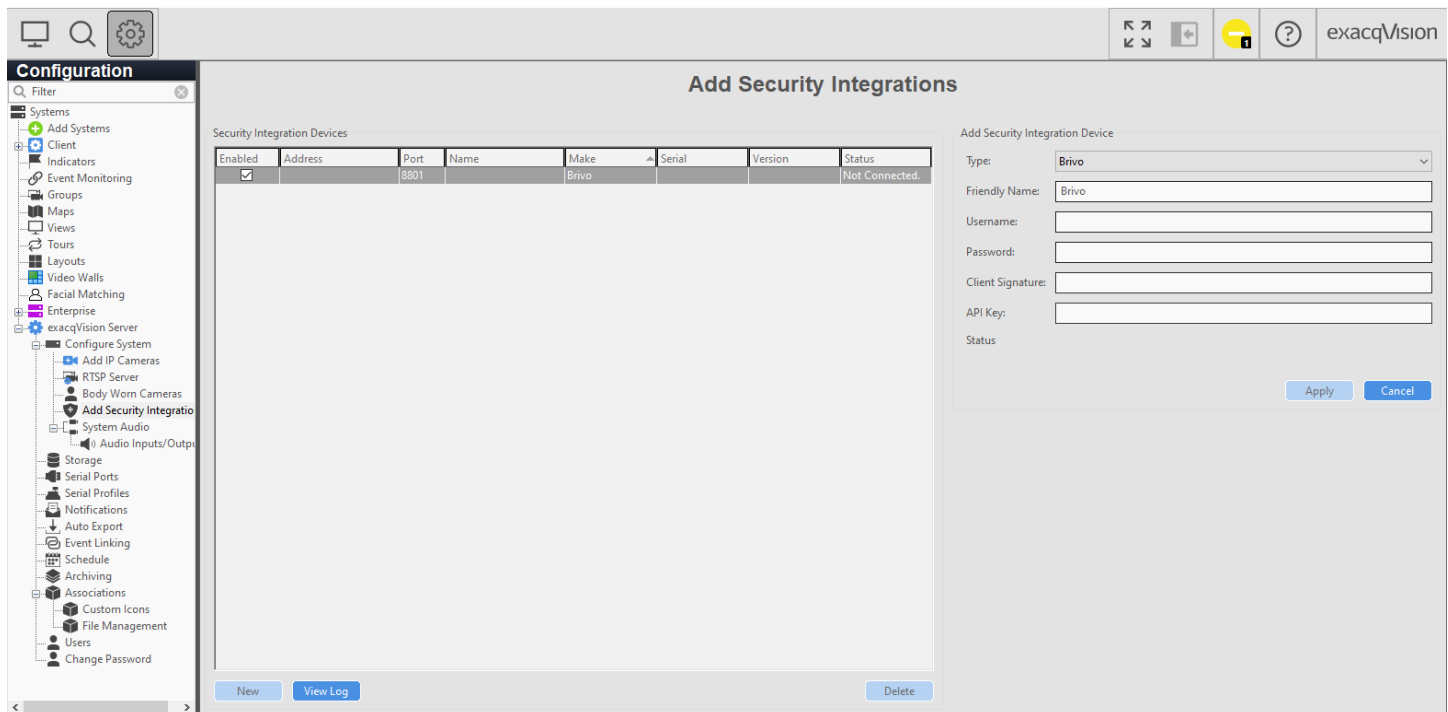 1
?
exacqVision
Configuration
Filter
Systems
Add Systems
Client
Indicators
Event Monitoring
Groups
Maps
Views
Tours
Layouts
Video Walls
Facial Matching
Enterprise
exacqVision Server
Configure System
Add IP Cameras
RTSP Server
Body Worn Cameras
Add Security Integratio
System Audio
Audio Inputs/Outpu
Storage
Serial Ports
Serial Profiles
Notifications
Auto Export
Event Linking
Schedule
Archiving
Associations
Custom Icons
File Management
Users
Change Password
Add Security Integrations
Security Integration Devices
Enabled Address Port Name Make Serial Version Status
8801 Brivo Not Connected.
New View Log Delete
Add Security Integration Device
Type: Brivo
Friendly Name: Brivo
Username:
Password:
Client Signature:
API Key:
Status
Apply Cancel